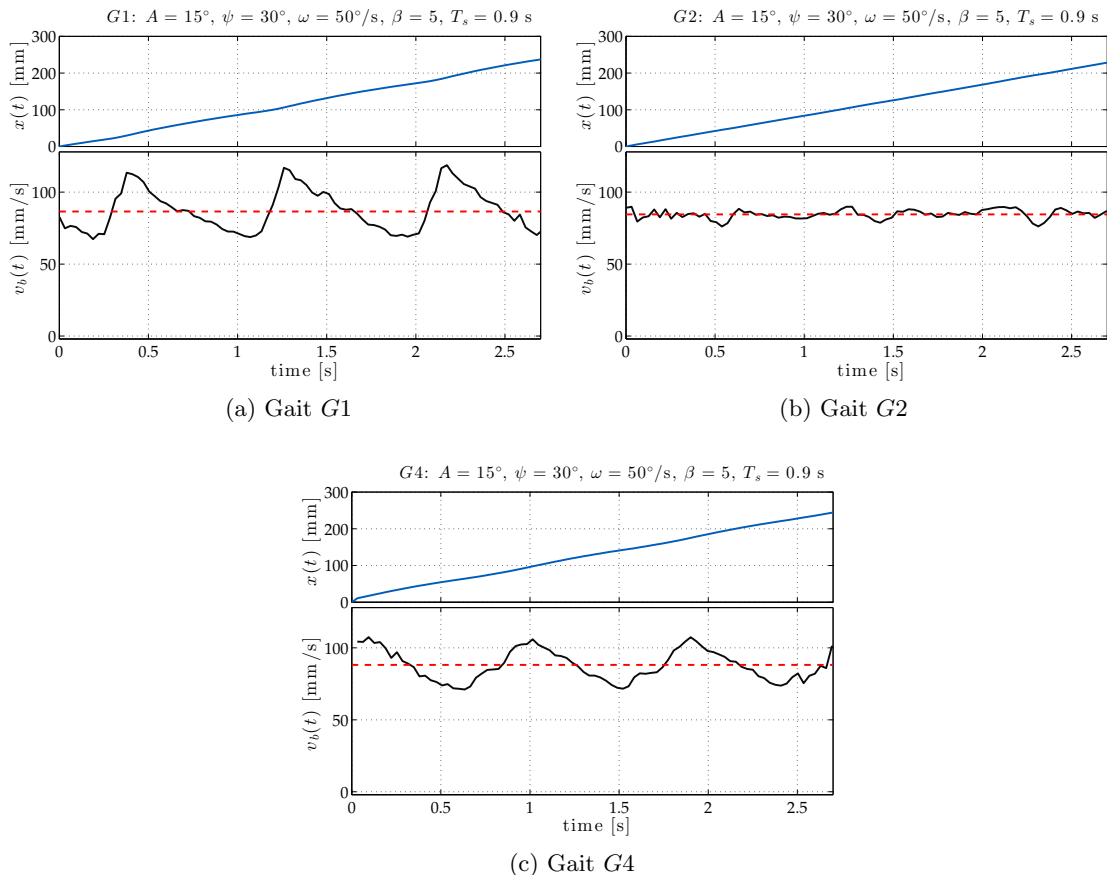 G1: A = 15°, ψ = 30°, ω = 50°/s, β = 5, T_s = 0.9 s
300
200
100
0
x(t) [mm]
100
50
0
v_b(t) [mm/s]
0 0.5 1 1.5 2 2.5
time [s]
(a) Gait G1
G2: A = 15°, ψ = 30°, ω = 50°/s, β = 5, T_s = 0.9 s
300
200
100
0
x(t) [mm]
100
50
0
v_b(t) [mm/s]
0 0.5 1 1.5 2 2.5
time [s]
(b) Gait G2
G4: A = 15°, ψ = 30°, ω = 50°/s, β = 5, T_s = 0.9 s
300
200
100
0
x(t) [mm]
100
50
0
v_b(t) [mm/s]
0 0.5 1 1.5 2 2.5
time [s]
(c) Gait G4